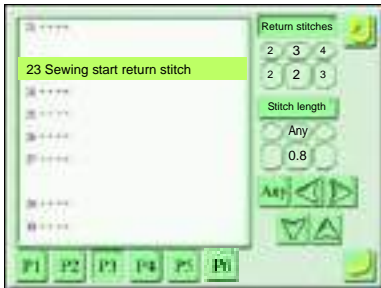 Return stitches
2 3 4
23 Sewing start return stitch
2 2 3
Stitch length
Any
0.8
Any
P1 P2 P3 P4 P5 P6